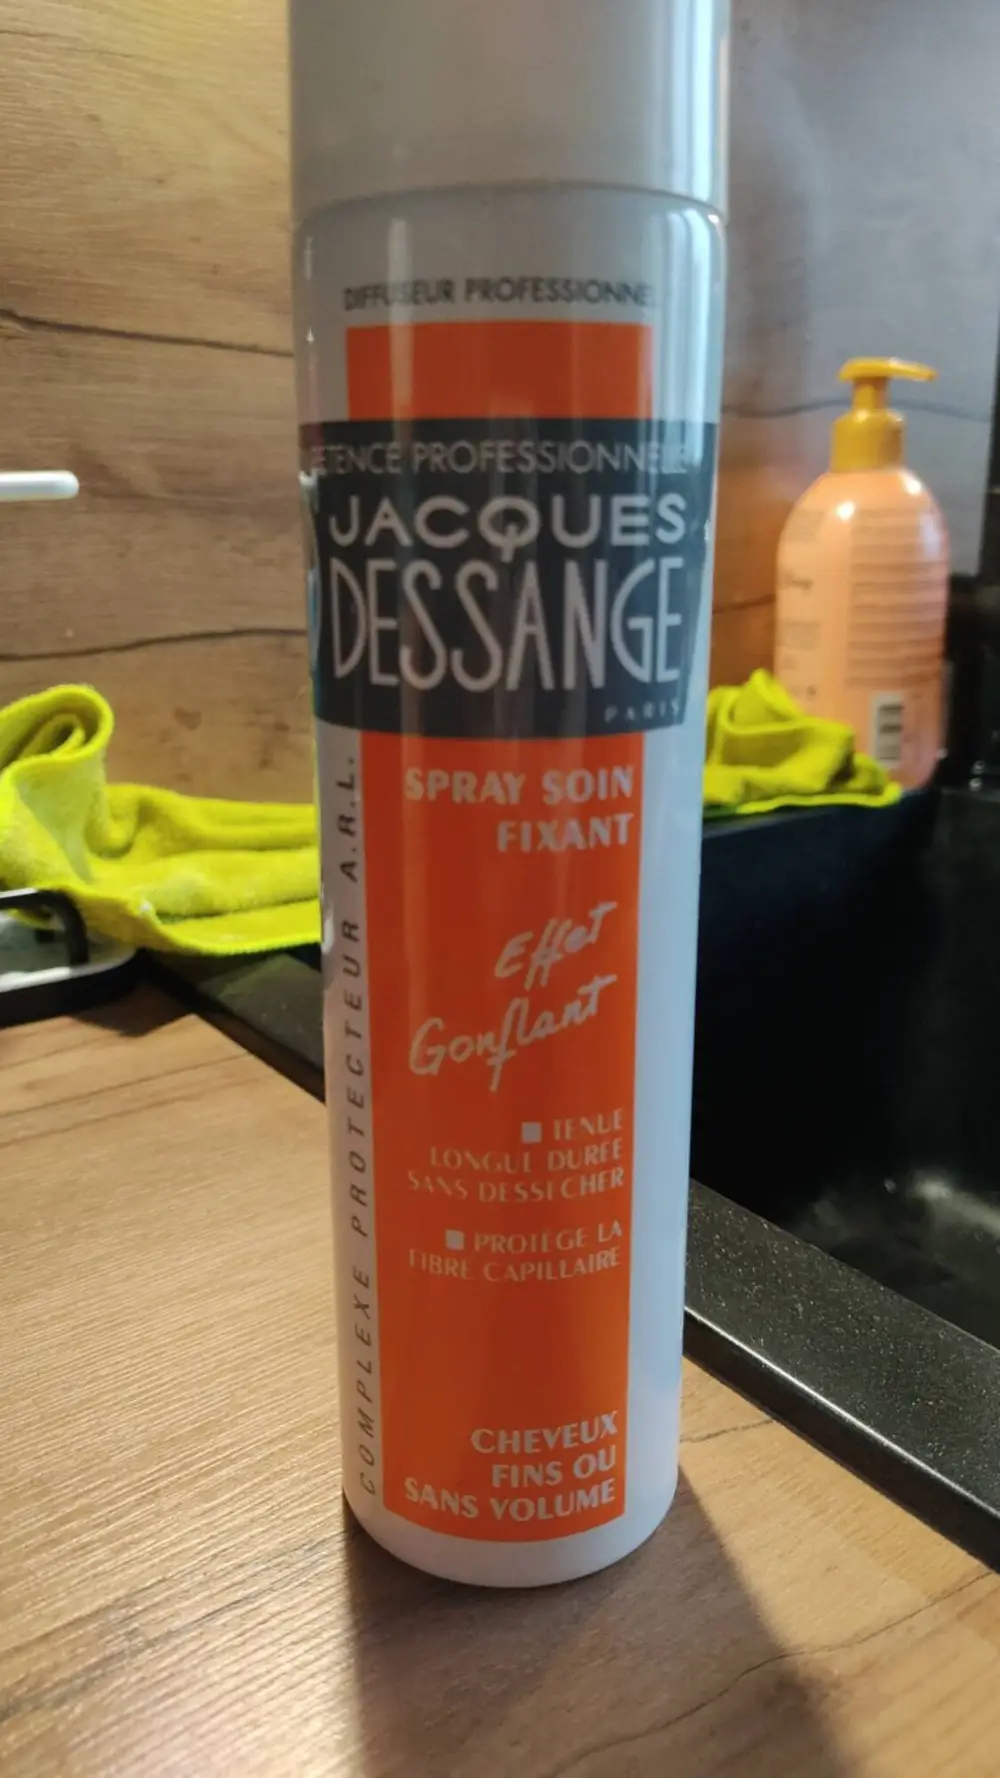 DIFFUSEUR PROFESSIONNEL
PROFESSIONNELLE
JACQUES
DESSANGE
PARIS
SPRAY SOIN
FIXANT
Effet
Gonflant
■ TENUE
LONGUE DURÉE
SANS DESSÉCHER
■ PROTÈGE LA
FIBRE CAPILLAIRE
CHEVEUX
FINS OU
SANS VOLUME
COMPLEXE PROTECTEUR A.R.L.